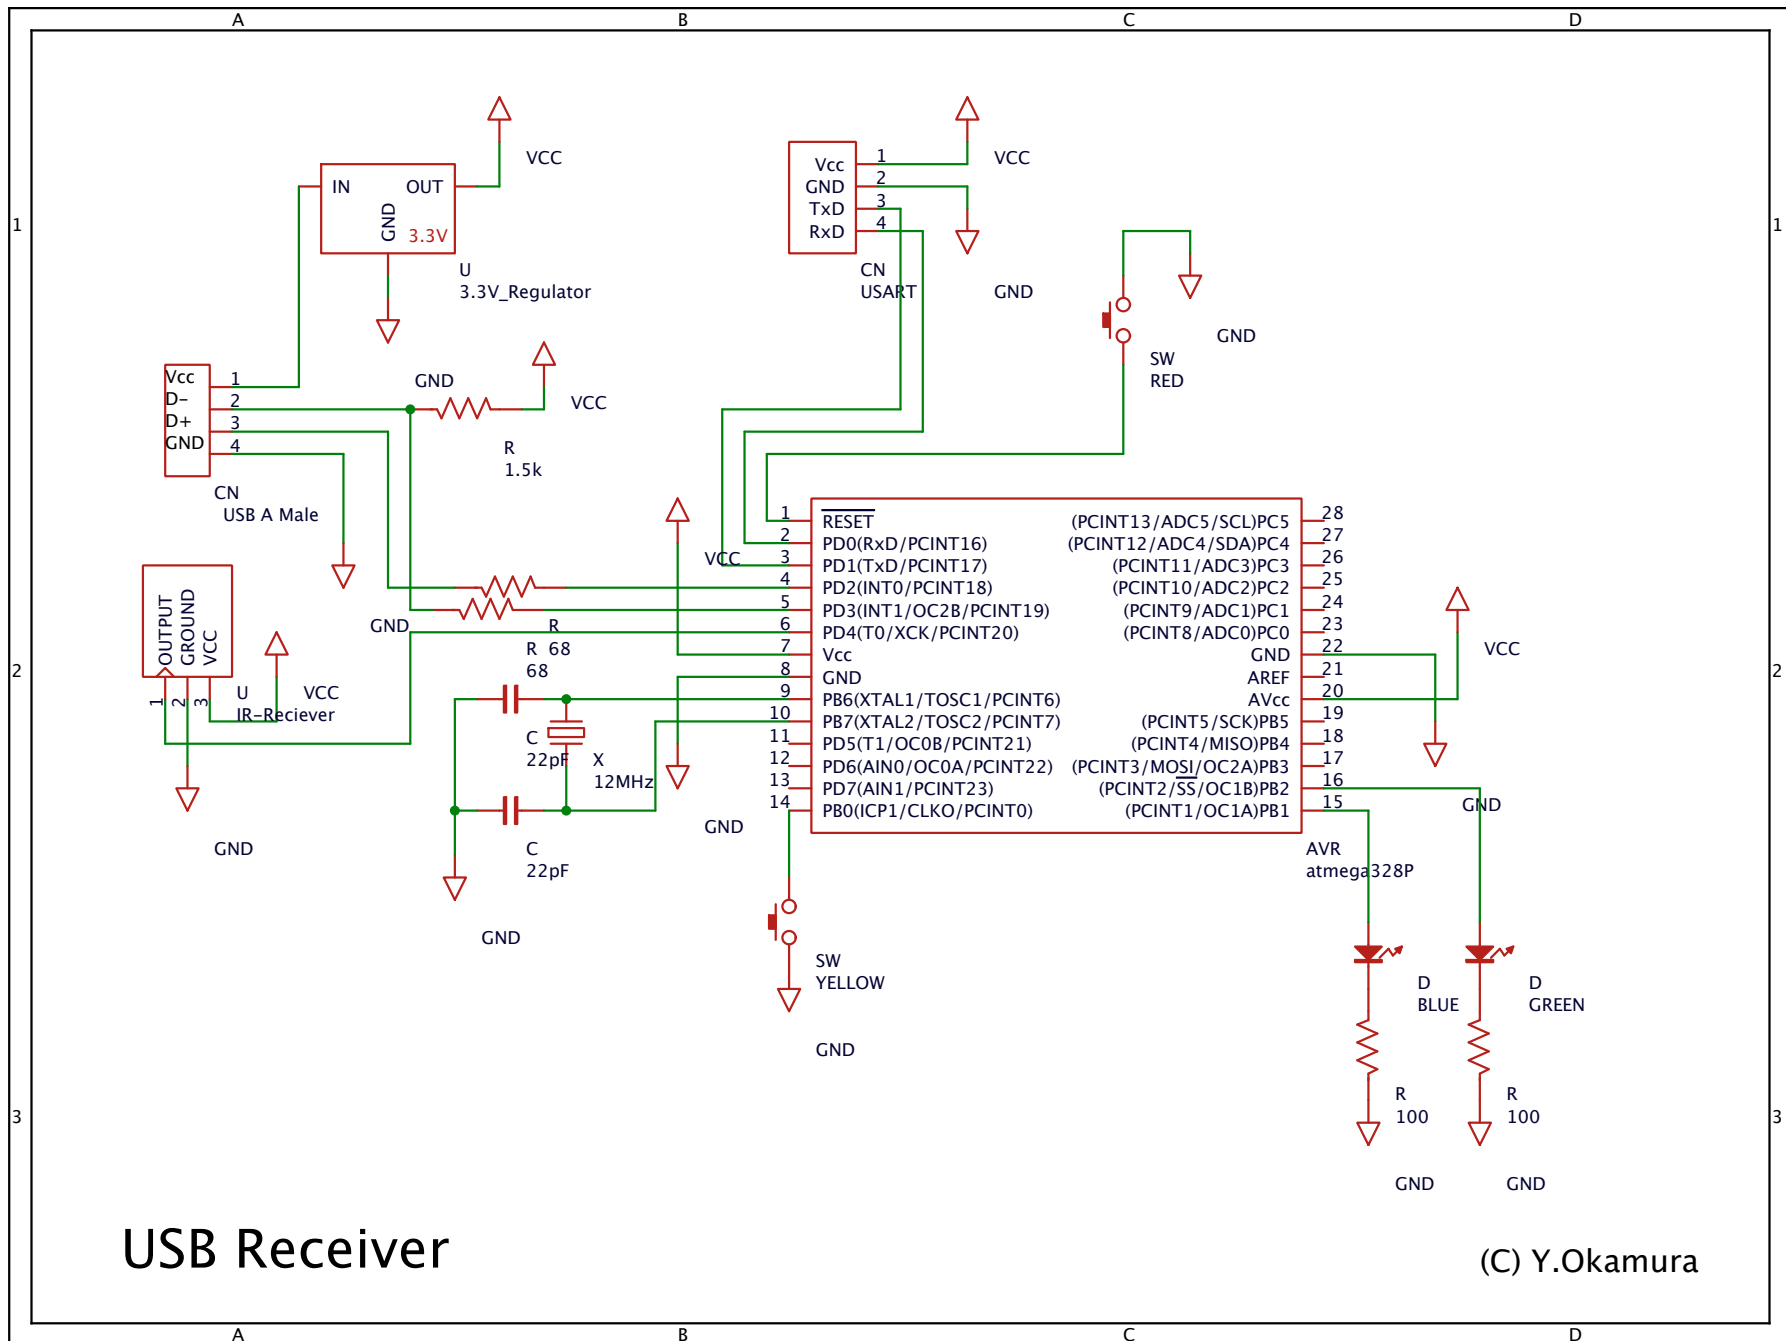 A
B
C
D
1
1
VCC
IN
OUT
GND
3.3V
U
3.3V_Regulator
GND
Vcc
GND
TxD
RxD
1
2
3
4
CN
USART
VCC
GND
SW
RED
GND
Vcc
D-
D+
GND
1
2
3
4
CN
USB A Male
GND
R
1.5k
VCC
2
2
OUTPUT
GROUND
VCC
1
2
3
U
IR-Reciever
VCC
GND
R
68
R
68
VCC
C
22pF
X
12MHz
C
22pF
GND
GND
1
2
3
4
5
6
7
8
9
10
11
12
13
14
RESET
PD0(RxD/PCINT16)
PD1(TxD/PCINT17)
PD2(INT0/PCINT18)
PD3(INT1/OC2B/PCINT19)
PD4(T0/XCK/PCINT20)
Vcc
GND
PB6(XTAL1/TOSC1/PCINT6)
PB7(XTAL2/TOSC2/PCINT7)
PD5(T1/OC0B/PCINT21)
PD6(AIN0/OC0A/PCINT22)
PD7(AIN1/PCINT23)
PB0(ICP1/CLKO/PCINT0)
(PCINT13/ADC5/SCL)PC5
(PCINT12/ADC4/SDA)PC4
(PCINT11/ADC3)PC3
(PCINT10/ADC2)PC2
(PCINT9/ADC1)PC1
(PCINT8/ADC0)PC0
GND
AREF
AVcc
(PCINT5/SCK)PB5
(PCINT4/MISO)PB4
(PCINT3/MOSI/OC2A)PB3
(PCINT2/SS/OC1B)PB2
(PCINT1/OC1A)PB1
28
27
26
25
24
23
22
21
20
19
18
17
16
15
AVR
atmega328P
VCC
GND
SW
YELLOW
GND
D
BLUE
D
GREEN
R
100
R
100
GND
GND
GND
3
3
USB Receiver
(C) Y.Okamura
A
B
C
D